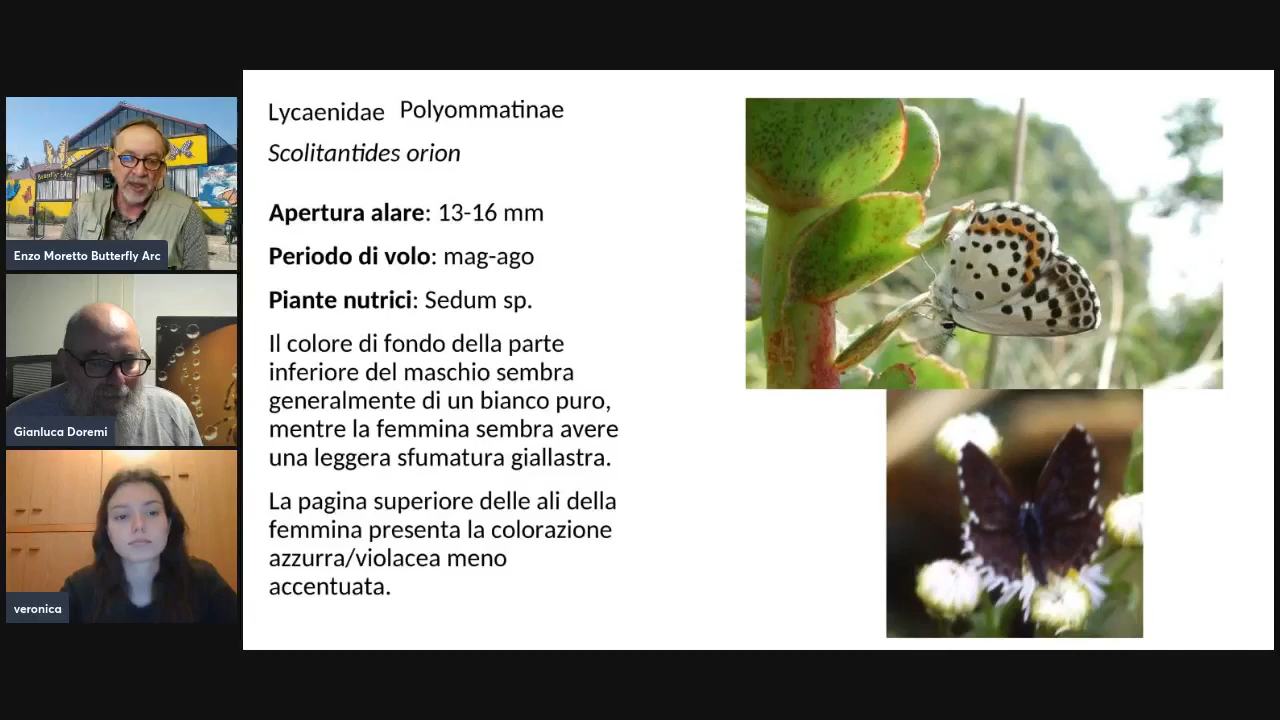 Lycaenidae Polyommatinae
Scolitantides orion
Apertura alare: 13-16 mm
Periodo di volo: mag-ago
Piante nutrici: Sedum sp.
Il colore di fondo della parte
inferiore del maschio sembra
generalmente di un bianco puro,
mentre la femmina sembra avere
una leggera sfumatura giallastra.
La pagina superiore delle ali della
femmina presenta la colorazione
azzurra/violacea meno
accentuata.
Butterfly Arc
Enzo Moretto Butterfly Arc
Gianluca Doremi
veronica